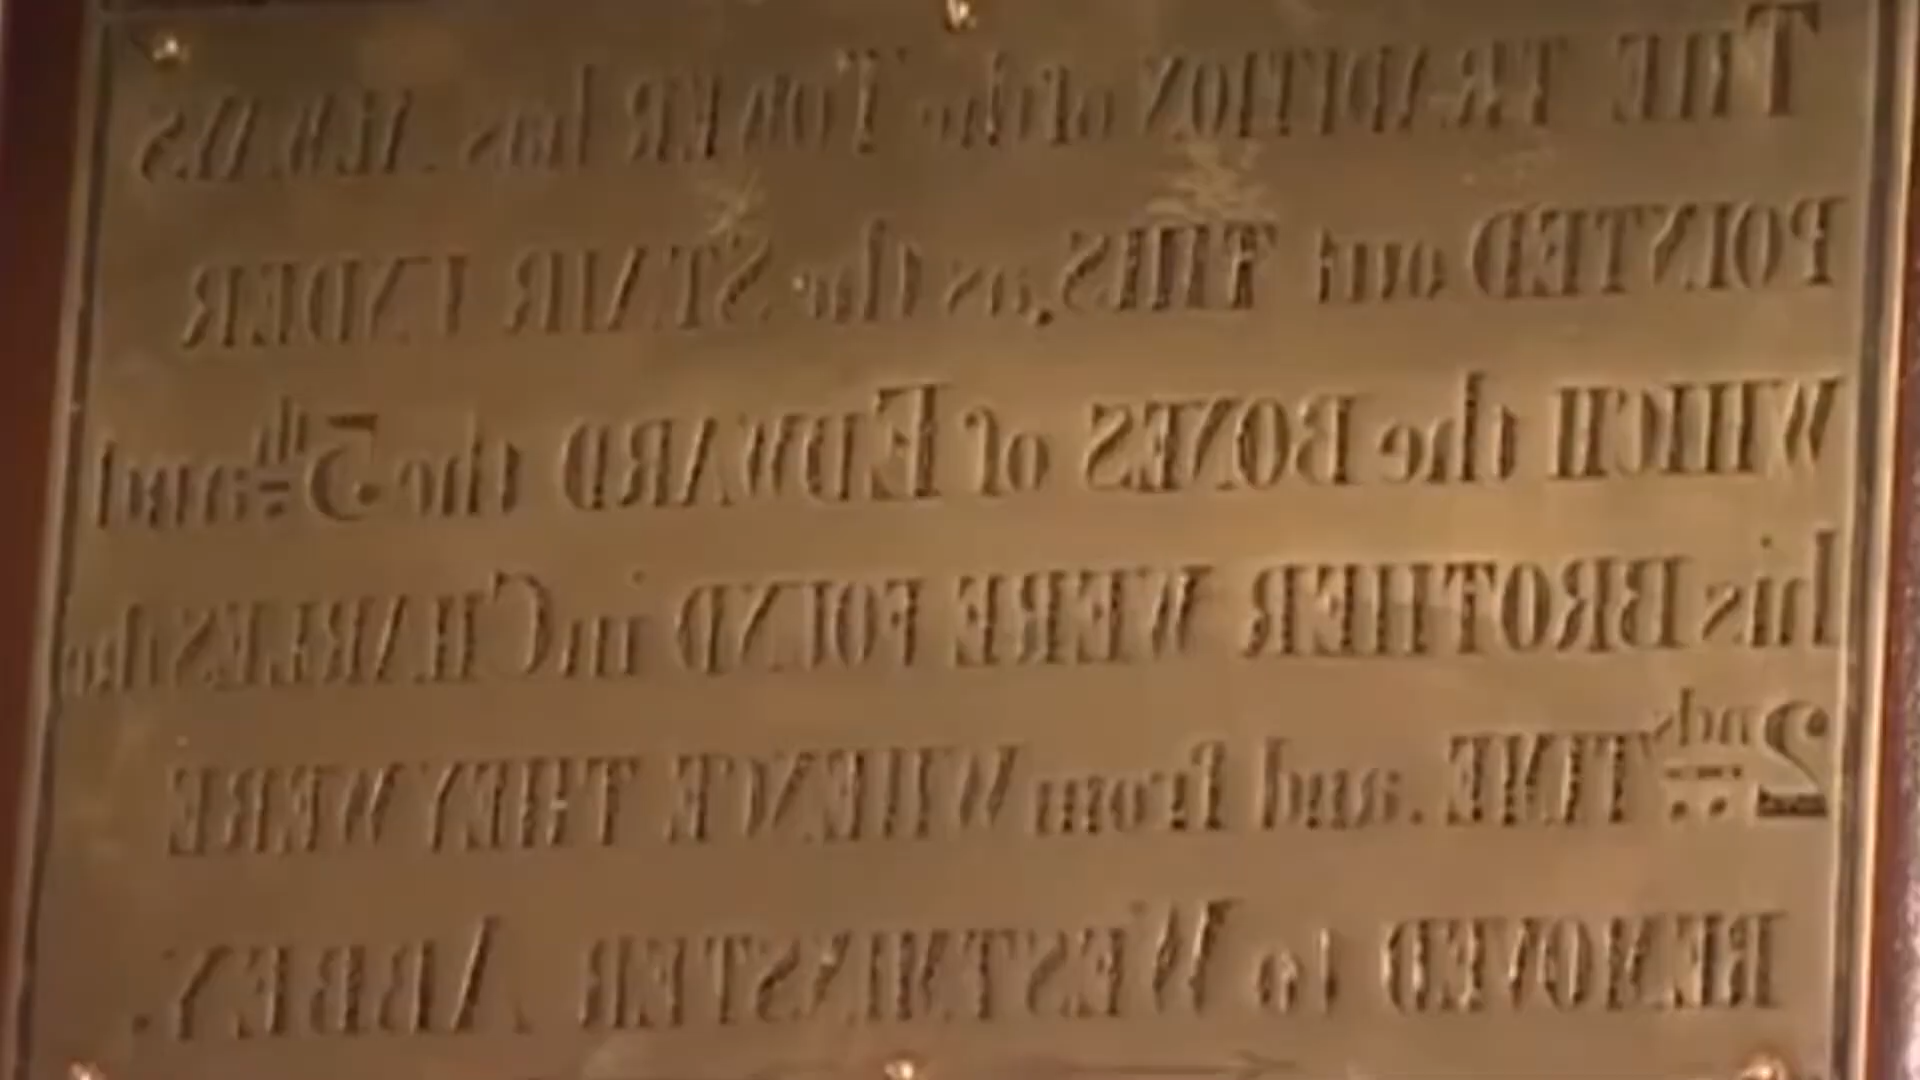 THE TRADITION of the TOWER has ALWAYS
POINTED out THIS, as the STAIR UNDER
WHICH the BONES of EDWARD the 5th and
his BROTHER WERE FOUND in CHARLES the
2nds TIME, and from WHENCE THEY WERE
REMOVED to WESTMINSTER ABBEY.